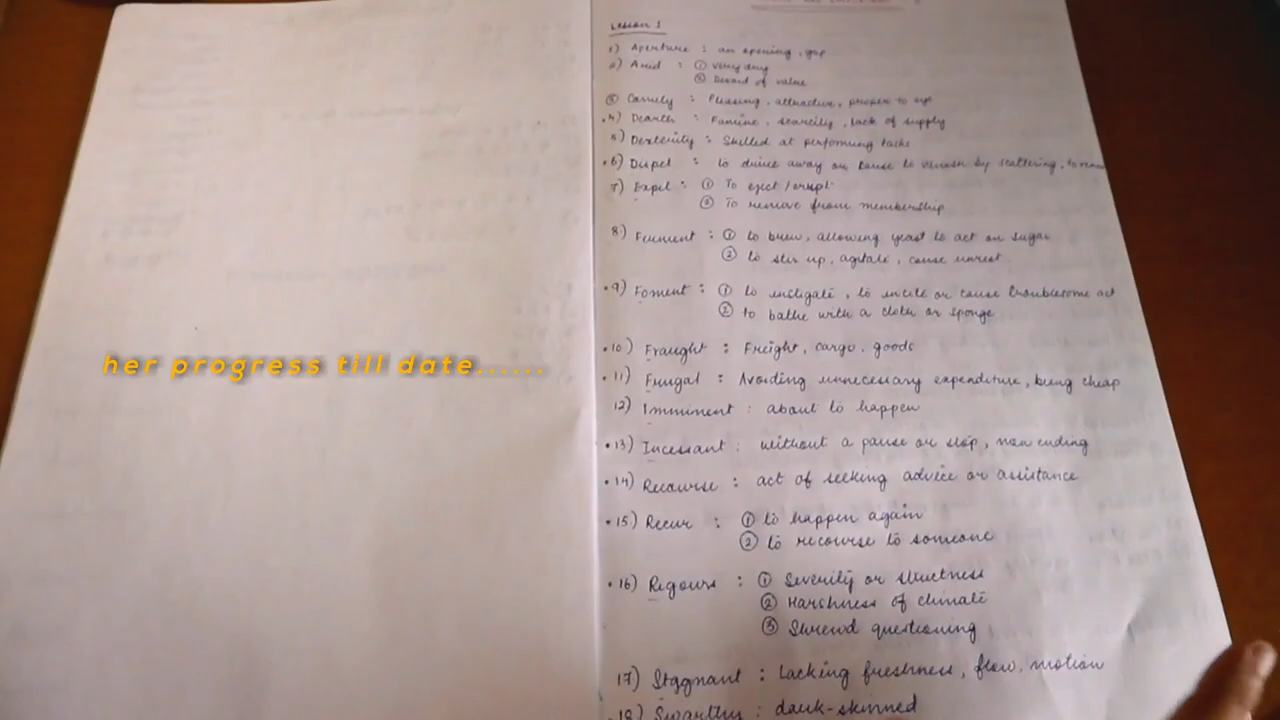 Lesson 1
1) Aperture : an opening, gap
2) Arid : ① Very dry
② Devoid of value
③ Comely : Pleasing, attractive, proper to eye
4) Dearth : Famine, scarcity, lack of supply
5) Dexterity : Skilled at performing tasks
6) Dispel : to drive away or cause to vanish by scattering, to
7) Expel : ① To eject / erupt
② To remove from membership
8) Ferment : ① to brew, allowing yeast to act on sugar
② to stir up, agitate, cause unrest
9) Foment : ① to instigate, to incite or cause troublesome act
② to bathe with a cloth or sponge
10) Fraught : Freight, cargo, goods
her progress till date......
11) Frugal : Avoiding unnecessary expenditure, being cheap
12) Imminent : about to happen
13) Incessant : without a pause or stop, non ending
14) Recourse : act of seeking advice or assistance
15) Recur : ① to happen again
② to recourse to someone
16) Rigours : ① Severity or strictness
② Harshness of climate
③ Shrewd questioning
17) Stagnant : Lacking freshness, flow, motion
18) Swarthy : dark-skinned